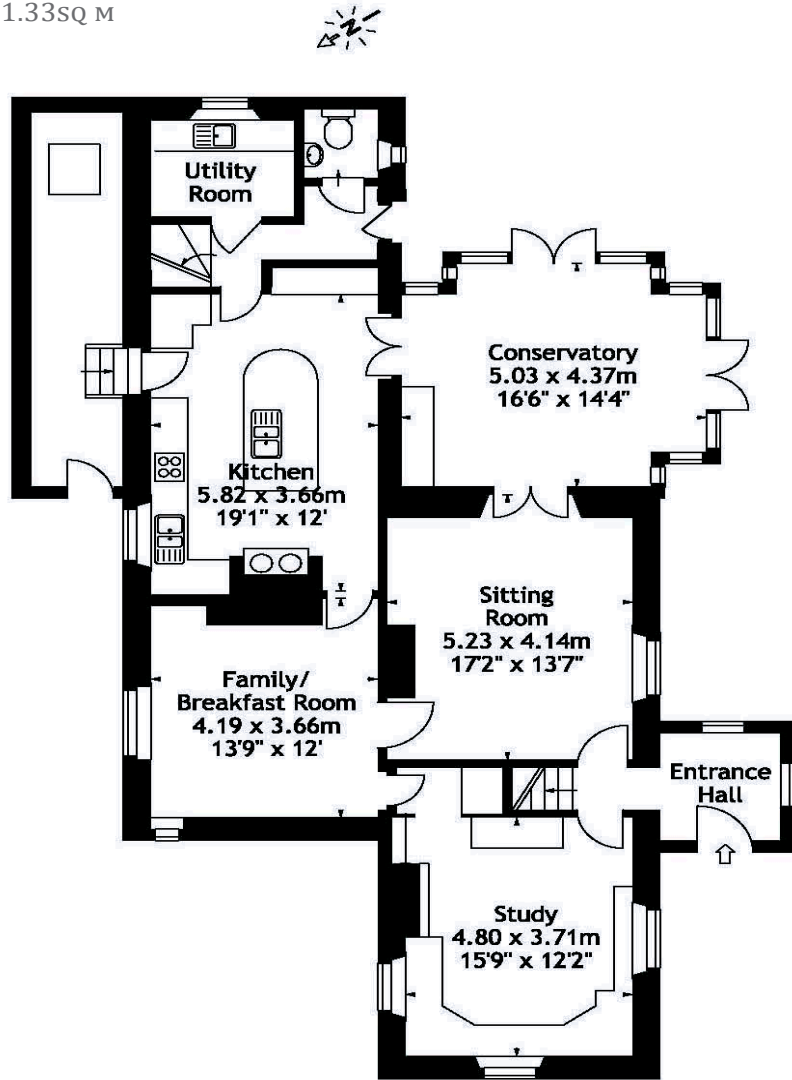 1.33SQ M
N
Utility
Room
Conservatory
5.03 x 4.37m
16'6" x 14'4"
Kitchen
5.82 x 3.66m
19'1" x 12'
Sitting
Room
5.23 x 4.14m
17'2" x 13'7"
Family/
Breakfast Room
4.19 x 3.66m
13'9" x 12'
Entrance
Hall
Study
4.80 x 3.71m
15'9" x 12'2"